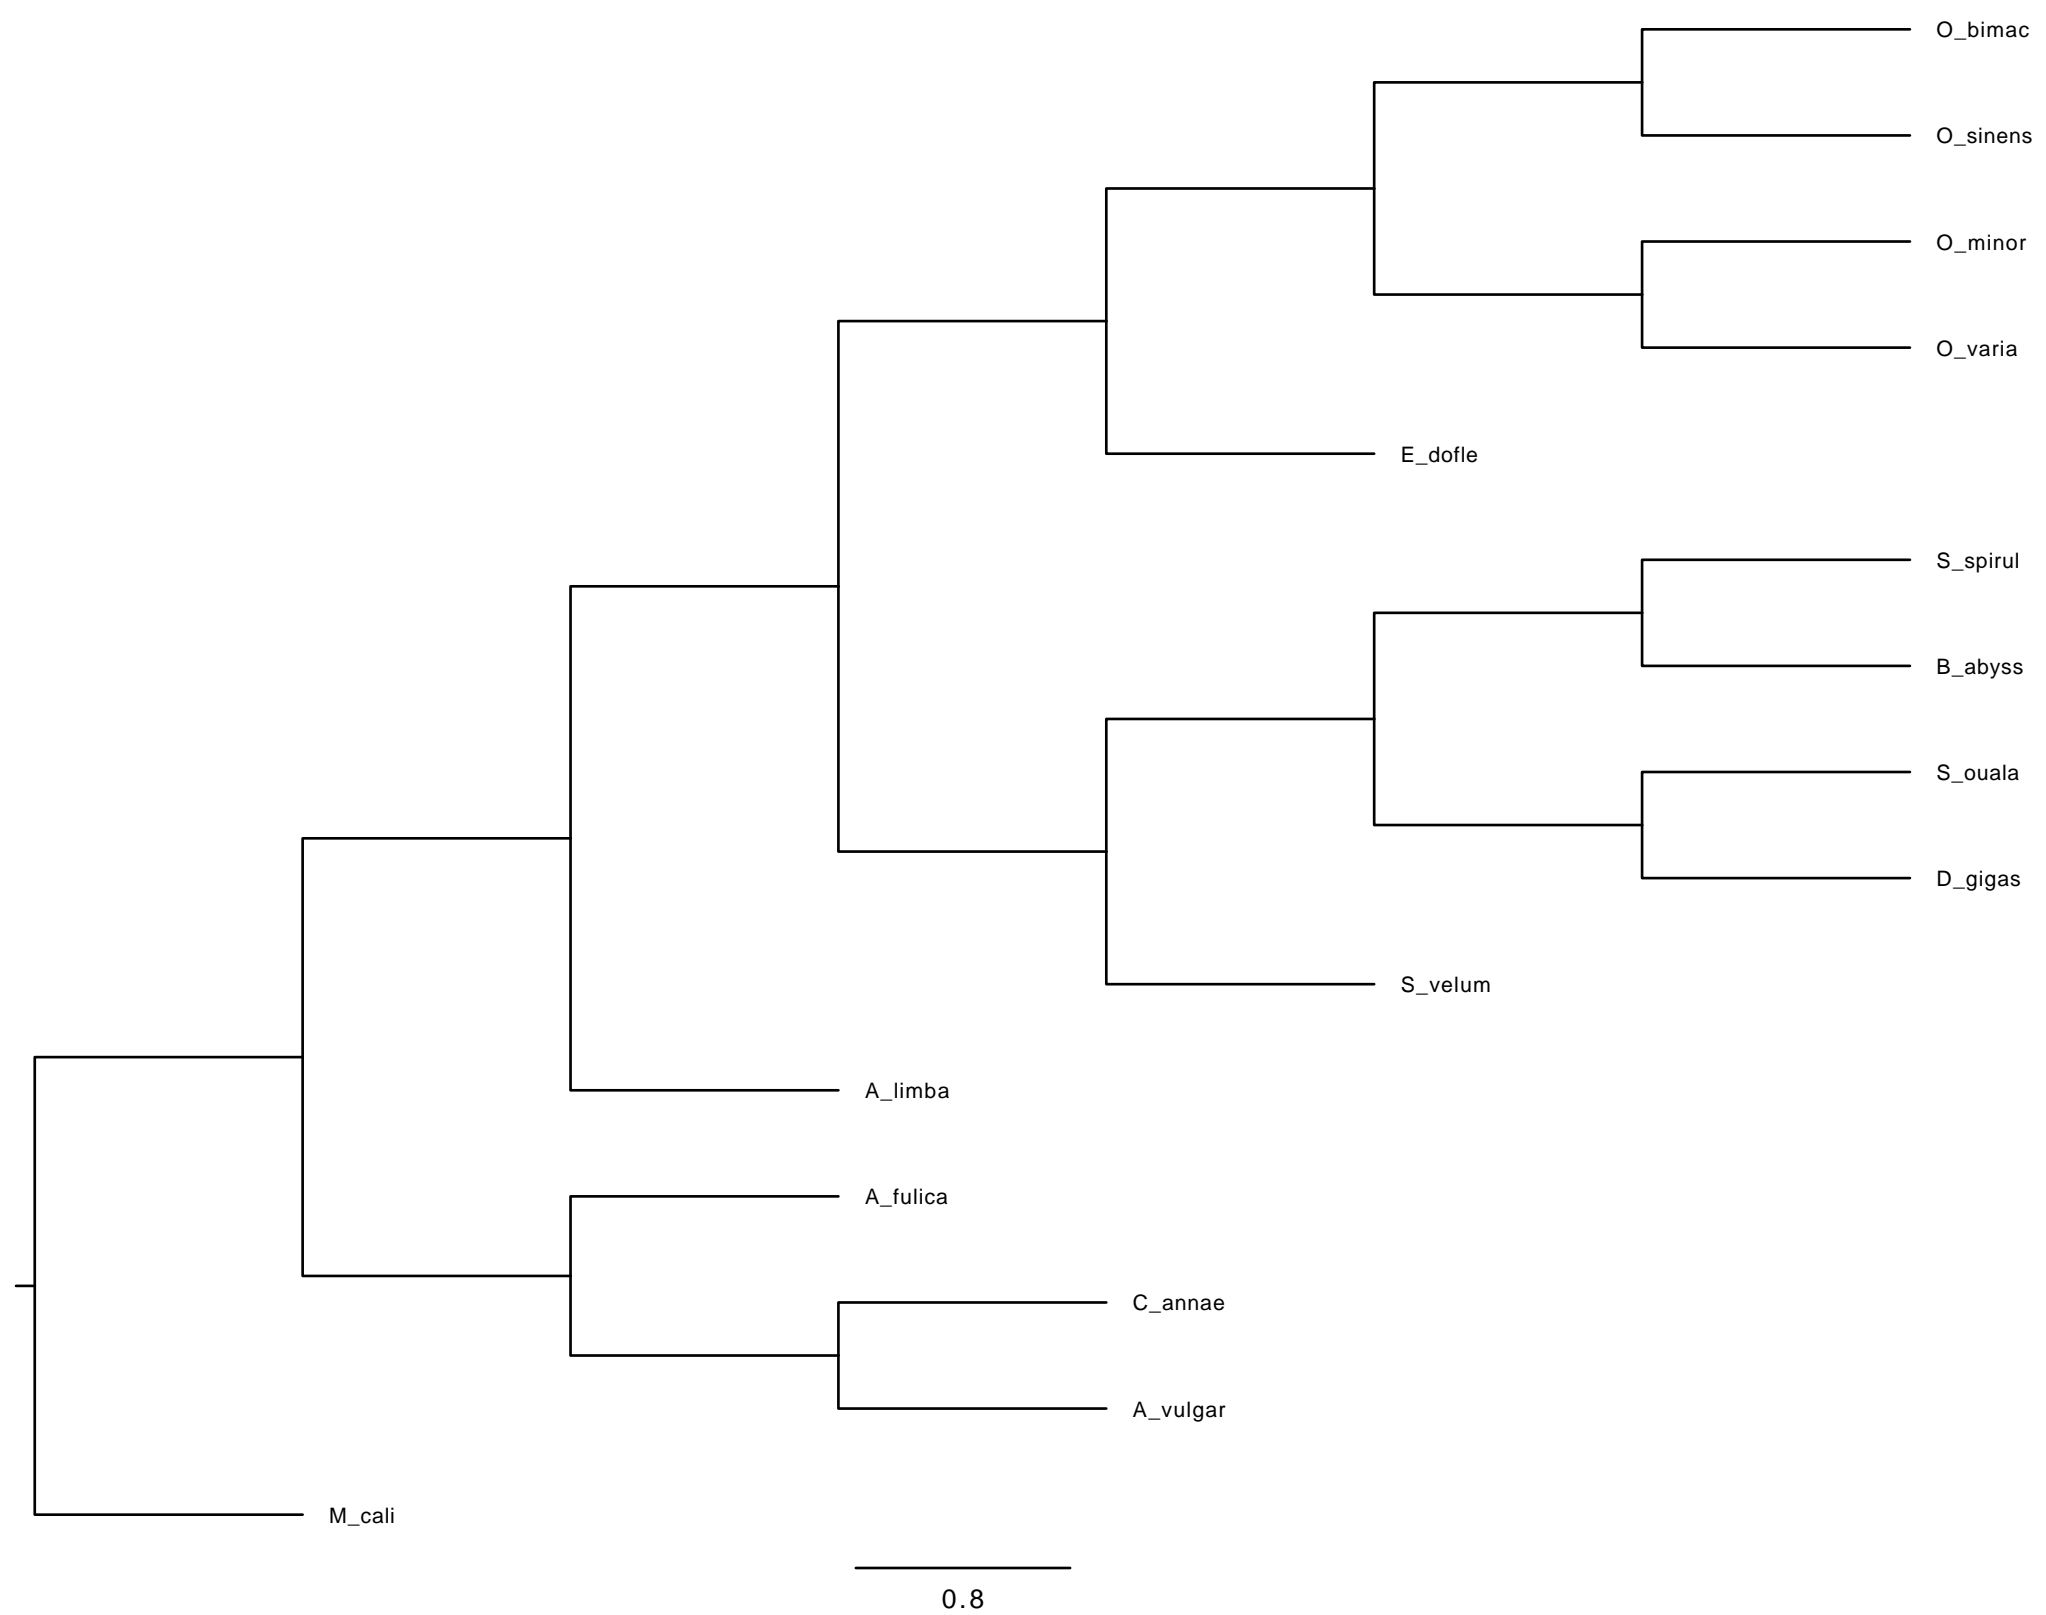 O_bimac
O_sinens
O_minor
O_varia
E_dofle
S_spirul
B_abyss
S_ouala
D_gigas
S_velum
A_limba
A_fulica
C_annae
A_vulgar
M_cali
0.8